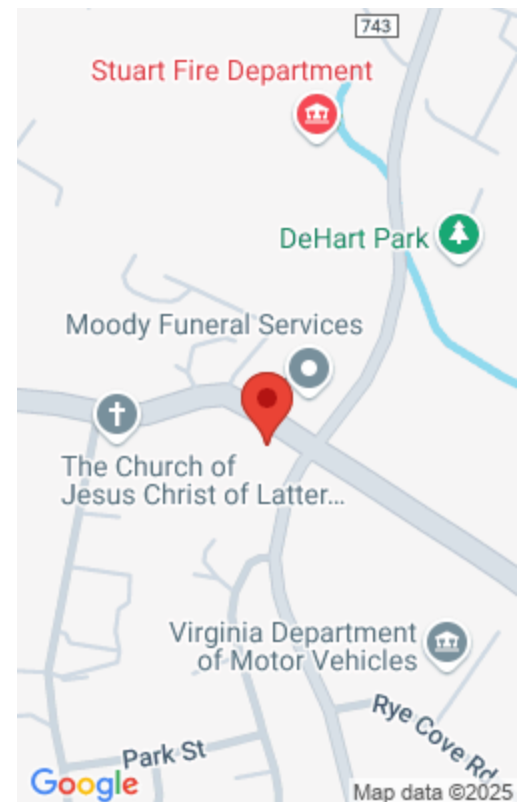 743
Stuart Fire Department
DeHart Park
Moody Funeral Services
The Church of
Jesus Christ of Latter...
Virginia Department
of Motor Vehicles
Rye Cove Rd
Park St
Google
Map data ©2025